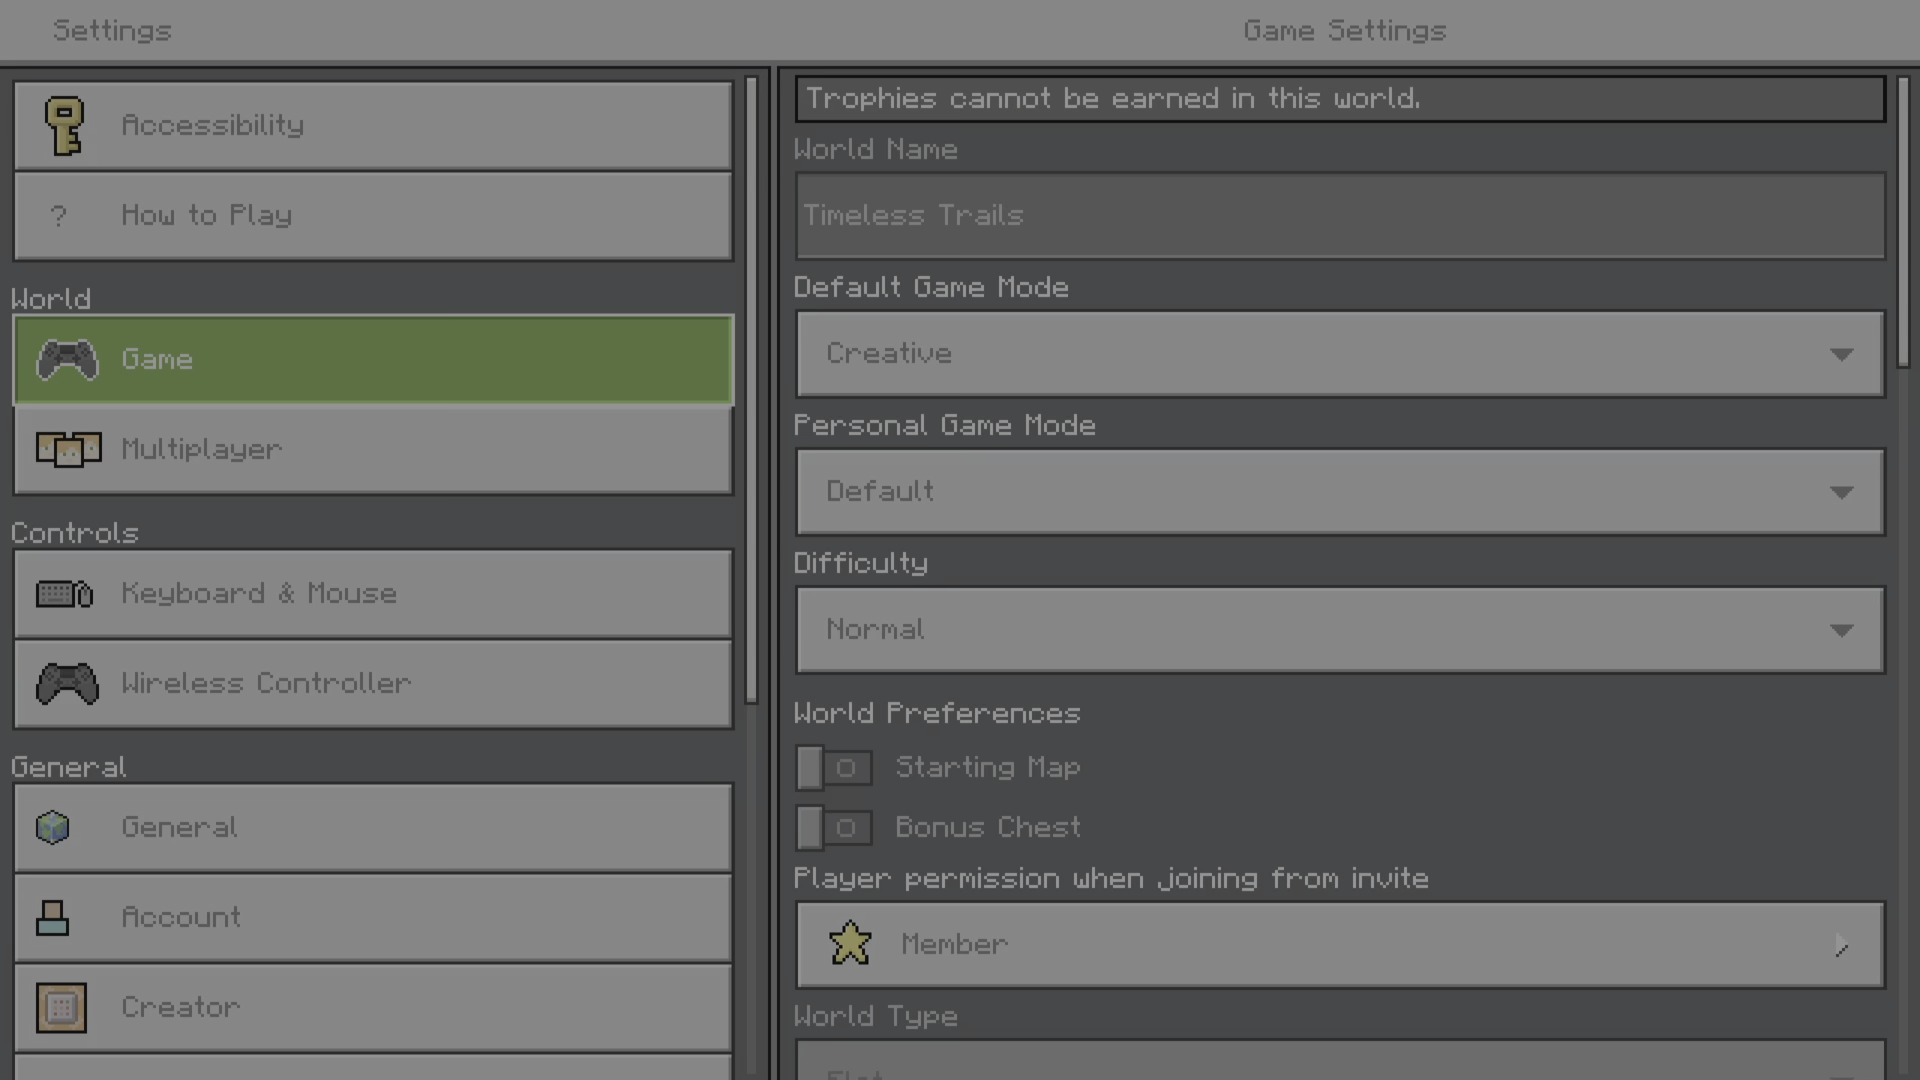 Settings
Game Settings
Accessibility
? How to Play
World
Game
Multiplayer
Controls
Keyboard & Mouse
Wireless Controller
General
General
Account
Creator
Trophies cannot be earned in this world.
World Name
Timeless Trails
Default Game Mode
Creative
Personal Game Mode
Default
Difficulty
Normal
World Preferences
Starting Map
Bonus Chest
Player permission when joining from invite
Member
World Type
Flat